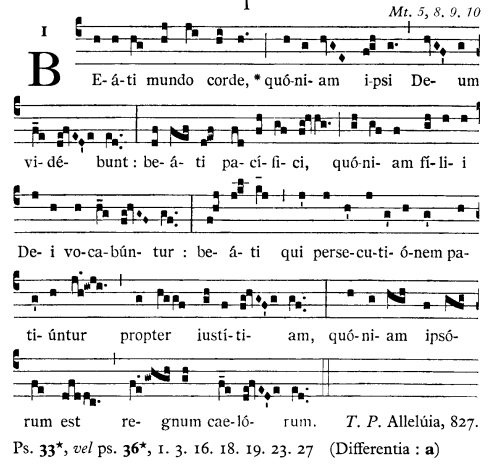 1
Mt. 5, 8. 9. 10
I
BE-á-ti mundo corde, * quó-ni- am i-psi De- um
vi-dé- bunt : be-á- ti pa-cí-fi-ci, quó-ni- am fí-li- i
De- i vo-ca-bún- tur : be- á- ti qui perse-cu-ti- ó-nem pa-
ti- úntur propter iustí-ti- am, quó-ni- am ipsó-
rum est re- gnum cae-ló- rum. T. P. Allelúia, 827.
Ps. 33*, vel ps. 36*, 1. 3. 16. 18. 19. 23. 27 (Differentia : a)